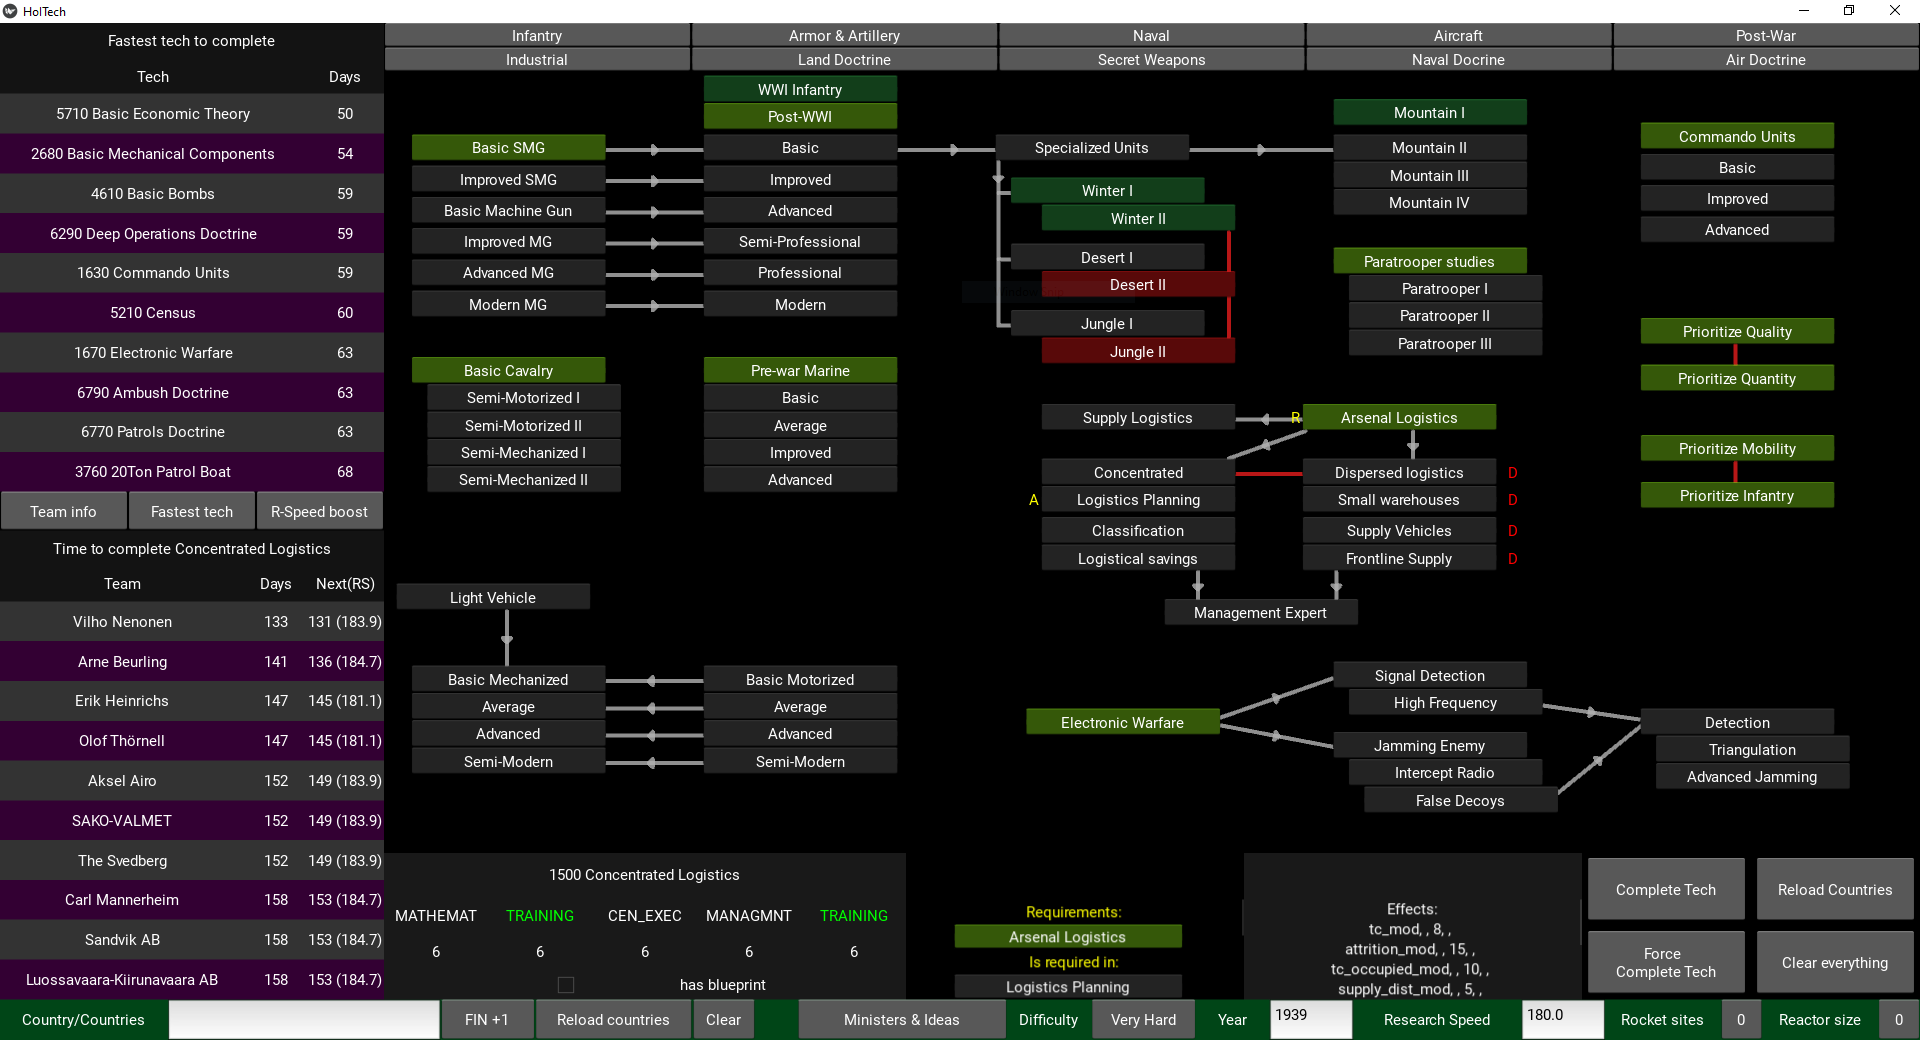 HolTech
Fastest tech to complete
Tech Days
5710 Basic Economic Theory 50
2680 Basic Mechanical Components 54
4610 Basic Bombs 59
6290 Deep Operations Doctrine 59
1630 Commando Units 59
5210 Census 60
1670 Electronic Warfare 63
6790 Ambush Doctrine 63
6770 Patrols Doctrine 63
3760 20Ton Patrol Boat 68
Team info Fastest tech R-Speed boost
Time to complete Concentrated Logistics
Team Days Next(RS)
Vilho Nenonen 133 131 (183.9)
Arne Beurling 141 136 (184.7)
Erik Heinrichs 147 145 (181.1)
Olof Thörnell 147 145 (181.1)
Aksel Airo 152 149 (183.9)
SAKO-VALMET 152 149 (183.9)
The Svedberg 152 149 (183.9)
Carl Mannerheim 158 153 (184.7)
Sandvik AB 158 153 (184.7)
Luossavaara-Kiirunavaara AB 158 153 (184.7)
Infantry Armor & Artillery Naval Aircraft Post-War
Industrial Land Doctrine Secret Weapons Naval Docrine Air Doctrine
WWI Infantry
Post-WWI
Basic SMG Basic Specialized Units
Improved SMG Improved
Basic Machine Gun Advanced
Improved MG Semi-Professional
Advanced MG Professional
Modern MG Modern
Winter I
Winter II
Desert I
Desert II
Jungle I
Jungle II
Mountain I
Mountain II
Mountain III
Mountain IV
Paratrooper studies
Paratrooper I
Paratrooper II
Paratrooper III
Commando Units
Basic
Improved
Advanced
Prioritize Quality
Prioritize Quantity
Prioritize Mobility
Prioritize Infantry
Basic Cavalry
Semi-Motorized I
Semi-Motorized II
Semi-Mechanized I
Semi-Mechanized II
Pre-war Marine
Basic
Average
Improved
Advanced
Supply Logistics R Arsenal Logistics
Concentrated Dispersed logistics D
A Logistics Planning Small warehouses D
Classification Supply Vehicles D
Logistical savings Frontline Supply D
Management Expert
Light Vehicle
Basic Mechanized Basic Motorized
Average Average
Advanced Advanced
Semi-Modern Semi-Modern
Electronic Warfare
Signal Detection
High Frequency
Jamming Enemy
Intercept Radio
False Decoys
Detection
Triangulation
Advanced Jamming
1500 Concentrated Logistics
MATHEMAT TRAINING CEN_EXEC MANAGMNT TRAINING
6 6 6 6 6
has blueprint
Requirements:
Arsenal Logistics
Is required in:
Logistics Planning
Effects:
tc_mod, , 8, ,
attrition_mod, , 15, ,
tc_occupied_mod, , 10, ,
supply_dist_mod, , 5, ,
Complete Tech Reload Countries
Force Complete Tech Clear everything
Country/Countries FIN +1 Reload countries Clear Ministers & Ideas Difficulty Very Hard Year 1939 Research Speed 180.0 Rocket sites 0 Reactor size 0